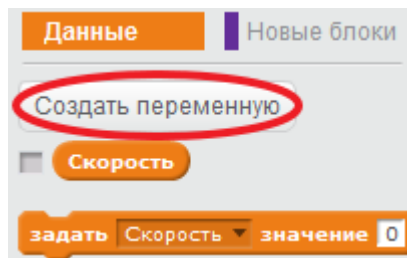 Данные Новые блоки
Создать переменную
Скорость
задать Скорость значение 0